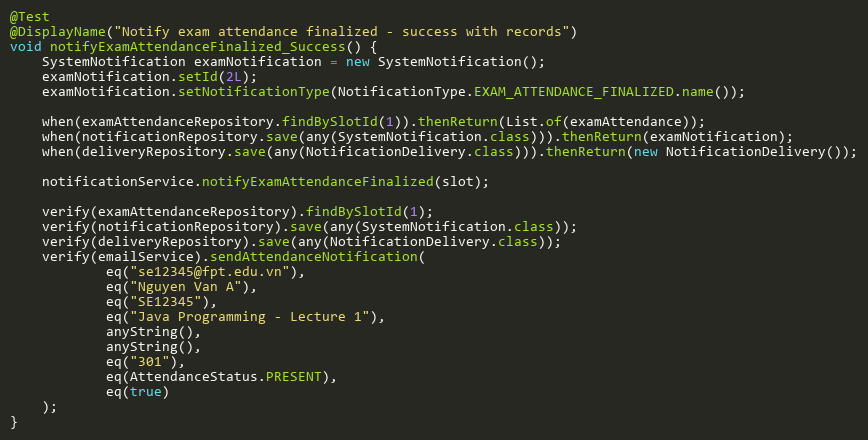 @Test
@DisplayName("Notify exam attendance finalized - success with records")
void notifyExamAttendanceFinalized_Success() {
    SystemNotification examNotification = new SystemNotification();
    examNotification.setId(2L);
    examNotification.setNotificationType(NotificationType.EXAM_ATTENDANCE_FINALIZED.name());

    when(examAttendanceRepository.findBySlotId(1)).thenReturn(List.of(examAttendance));
    when(notificationRepository.save(any(SystemNotification.class))).thenReturn(examNotification);
    when(deliveryRepository.save(any(NotificationDelivery.class))).thenReturn(new NotificationDelivery());

    notificationService.notifyExamAttendanceFinalized(slot);

    verify(examAttendanceRepository).findBySlotId(1);
    verify(notificationRepository).save(any(SystemNotification.class));
    verify(deliveryRepository).save(any(NotificationDelivery.class));
    verify(emailService).sendAttendanceNotification(
            eq("se12345@fpt.edu.vn"),
            eq("Nguyen Van A"),
            eq("SE12345"),
            eq("Java Programming - Lecture 1"),
            anyString(),
            anyString(),
            eq("301"),
            eq(AttendanceStatus.PRESENT),
            eq(true)
    );
}